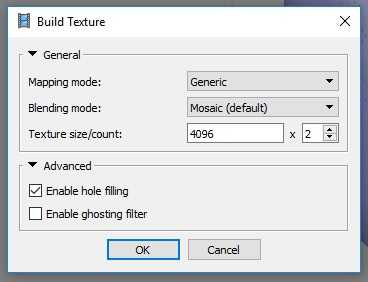 Build Texture
General
Mapping mode: Generic
Blending mode: Mosaic (default)
Texture size/count: 4096 x 2
Advanced
Enable hole filling
Enable ghosting filter
OK Cancel